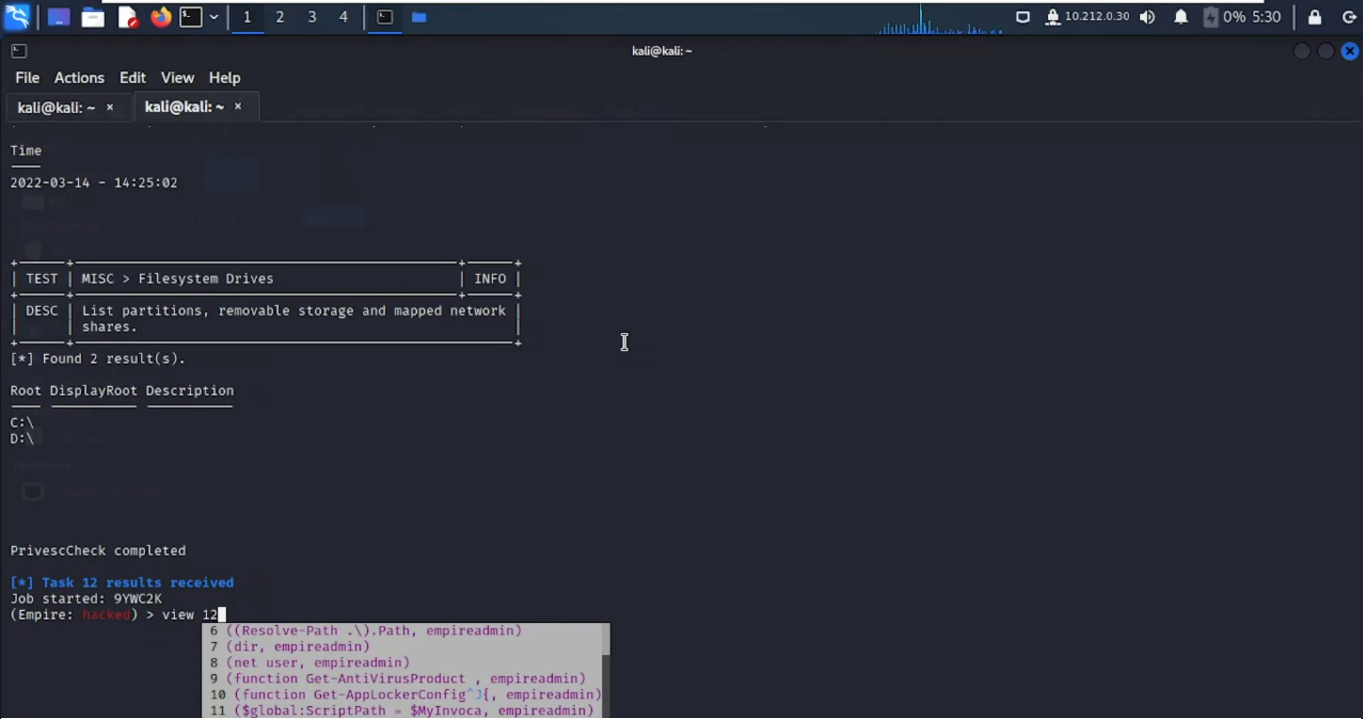 1 2 3 4 10.212.0.30 0% 5:30
kali@kali: ~
File Actions Edit View Help
kali@kali: ~ × kali@kali: ~ ×
Time
2022-03-14 - 14:25:02
| TEST | MISC > Filesystem Drives | INFO |
| DESC | List partitions, removable storage and mapped network |
| | shares. |
[*] Found 2 result(s).
Root DisplayRoot Description
C:\
D:\
PrivescCheck completed
[*] Task 12 results received
Job started: 9YWC2K
(Empire: hacked) > view 12
6 ((Resolve-Path .\).Path, empireadmin)
7 (dir, empireadmin)
8 (net user, empireadmin)
9 (function Get-AntiVirusProduct , empireadmin)
10 (function Get-AppLockerConfig^J{, empireadmin)
11 ($global:ScriptPath = $MyInvoca, empireadmin)